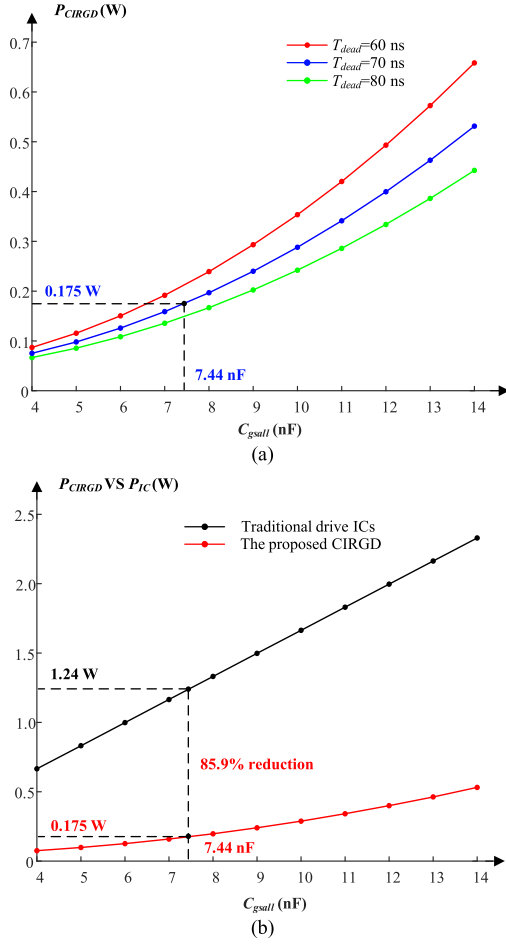 P_CIRGD (W)
T_dead=60 ns
T_dead=70 ns
T_dead=80 ns
0.7
0.6
0.5
0.4
0.3
0.2
0.1
0
0.175 W
7.44 nF
4 5 6 7 8 9 10 11 12 13 14
C_gsall (nF)
(a)
P_CIRGD VS P_IC (W)
Traditional drive ICs
The proposed CIRGD
2.5
2.0
1.5
1.0
0.5
0
1.24 W
85.9% reduction
0.175 W
7.44 nF
4 5 6 7 8 9 10 11 12 13 14
C_gsall (nF)
(b)